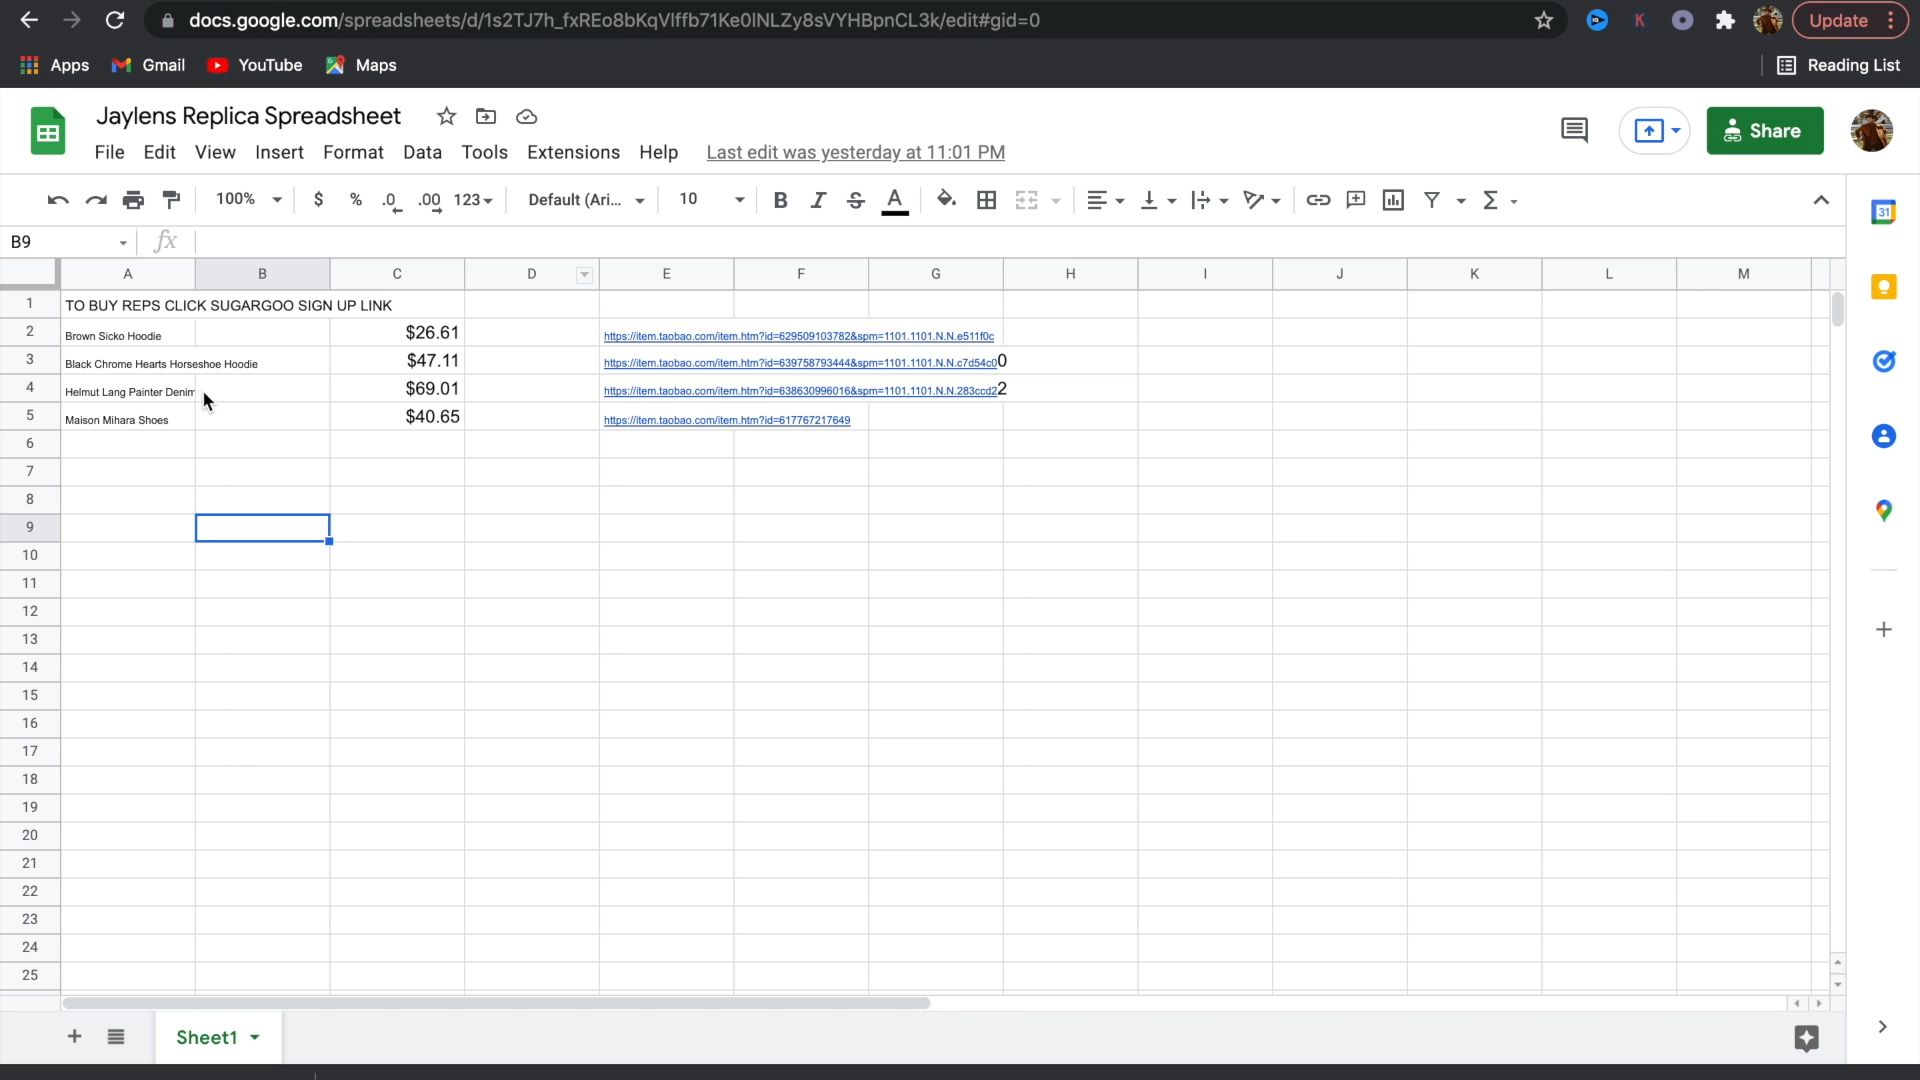 docs.google.com/spreadsheets/d/1s2TJ7h_fxREo8bKqVlffb71Ke0lNLZy8sVYHBpnCL3k/edit#gid=0
Update
Apps Gmail YouTube Maps Reading List
Jaylens Replica Spreadsheet
File Edit View Insert Format Data Tools Extensions Help Last edit was yesterday at 11:01 PM
Share
100% $ % .0 .00 123 Default (Ari... 10 B I S A
31
B9 fx
A B C D E F G H I J K L M
1 TO BUY REPS CLICK SUGARGOO SIGN UP LINK
2 Brown Sicko Hoodie $26.61 https://item.taobao.com/item.htm?id=629509103782&spm=1101.1101.N.N.e511f0c
3 Black Chrome Hearts Horseshoe Hoodie $47.11 https://item.taobao.com/item.htm?id=639758793444&spm=1101.1101.N.N.c7d54c00
4 Helmut Lang Painter Denim $69.01 https://item.taobao.com/item.htm?id=638630996016&spm=1101.1101.N.N.283ccd22
5 Maison Mihara Shoes $40.65 https://item.taobao.com/item.htm?id=617767217649
6
7
8
9
10
11
12
13
14
15
16
17
18
19
20
21
22
23
24
25
Sheet1